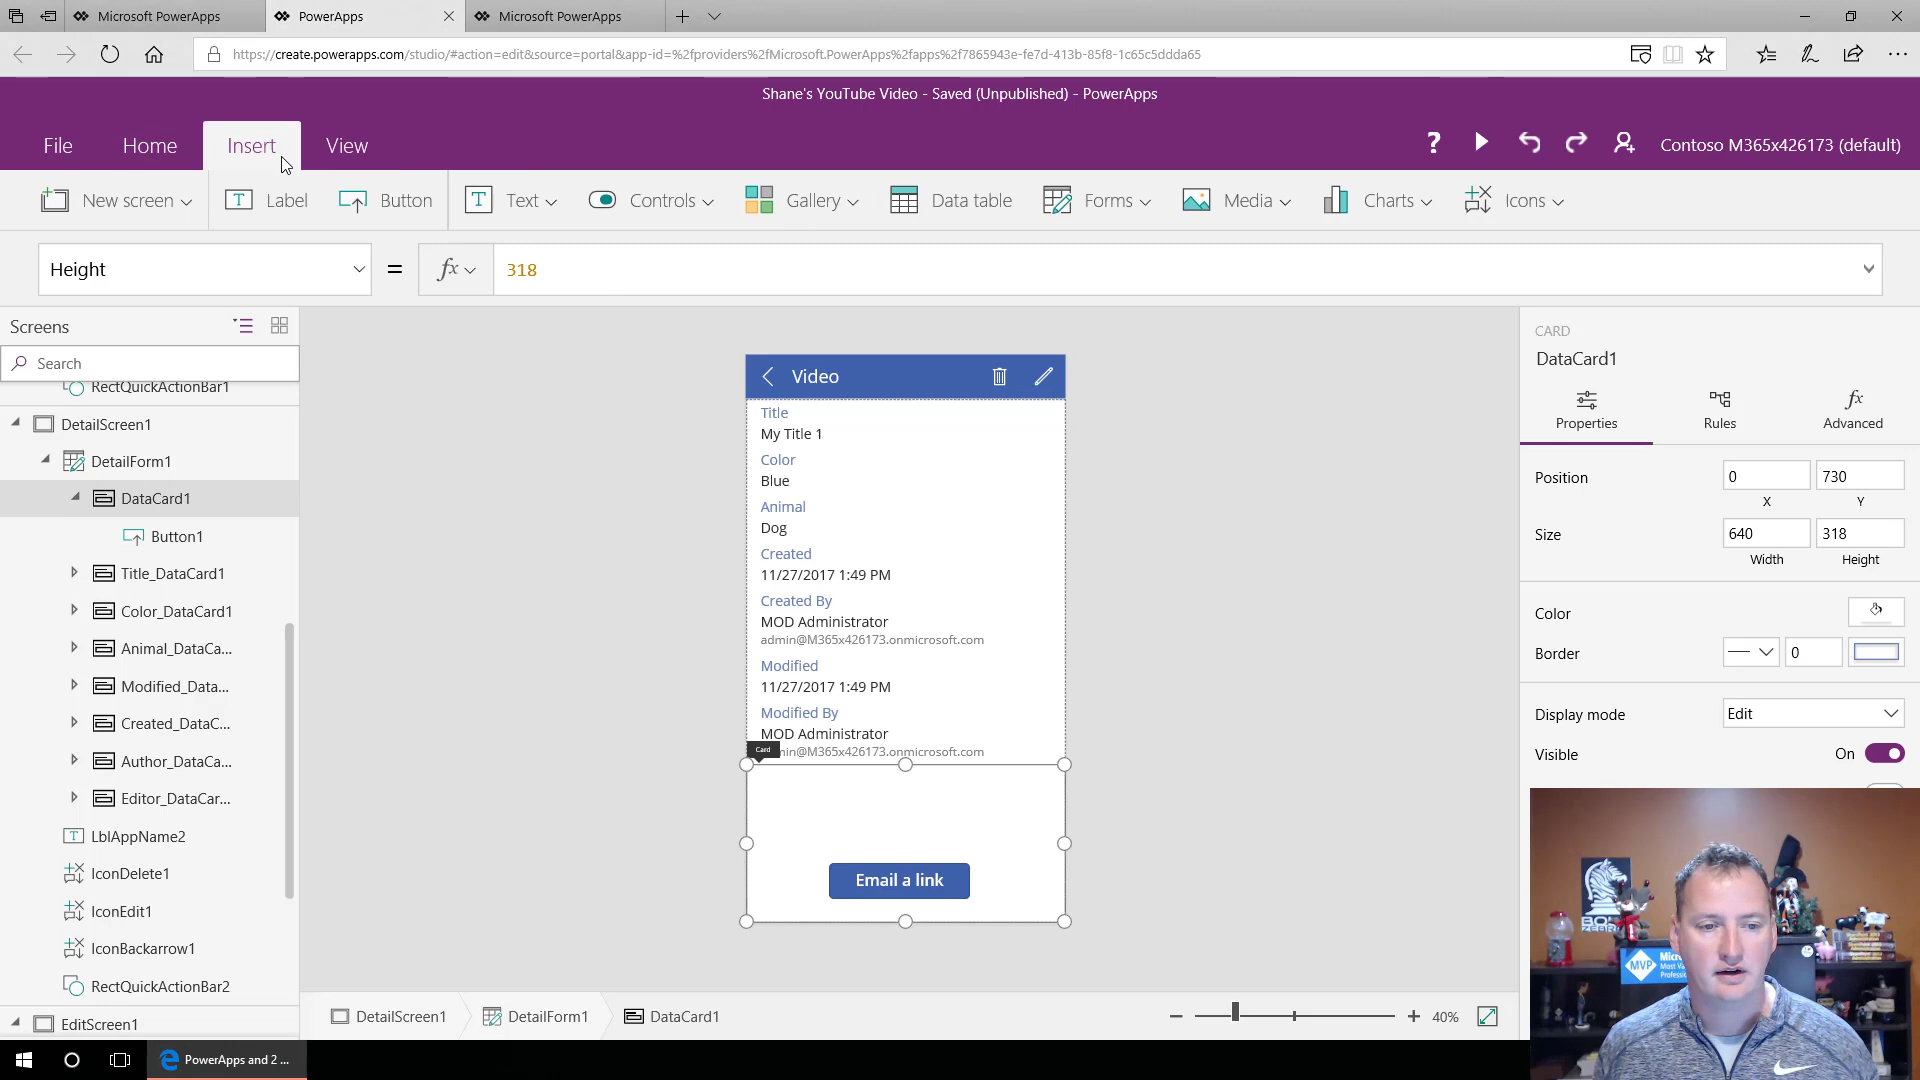 Microsoft PowerApps
PowerApps
Microsoft PowerApps
https://create.powerapps.com/studio/#action=edit&source=portal&app-id=%2fproviders%2fMicrosoft.PowerApps%2fapps%2f7865943e-fe7d-413b-85f8-1c65c5ddda65
Shane's YouTube Video - Saved (Unpublished) - PowerApps
File
Home
Insert
View
?
Contoso M365x426173 (default)
New screen
Label
Button
Text
Controls
Gallery
Data table
Forms
Media
Charts
Icons
Height
=
fx
318
Screens
Search
RectQuickActionBar1
DetailScreen1
DetailForm1
DataCard1
Button1
Title_DataCard1
Color_DataCard1
Animal_DataCa...
Modified_Data...
Created_DataC...
Author_DataCa...
Editor_DataCar...
LblAppName2
IconDelete1
IconEdit1
IconBackarrow1
RectQuickActionBar2
EditScreen1
Video
Title
My Title 1
Color
Blue
Animal
Dog
Created
11/27/2017 1:49 PM
Created By
MOD Administrator
admin@M365x426173.onmicrosoft.com
Modified
11/27/2017 1:49 PM
Modified By
MOD Administrator
min@M365x426173.onmicrosoft.com
Card
Email a link
DetailScreen1
DetailForm1
DataCard1
40%
CARD
DataCard1
Properties
Rules
fx
Advanced
Position
0
730
X
Y
Size
640
318
Width
Height
Color
Border
0
Display mode
Edit
Visible
On
MVP
PowerApps and 2 ...